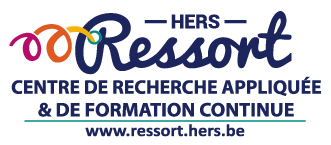 — HERS —
Ressort
CENTRE DE RECHERCHE APPLIQUÉE
& DE FORMATION CONTINUE
www.ressort.hers.be